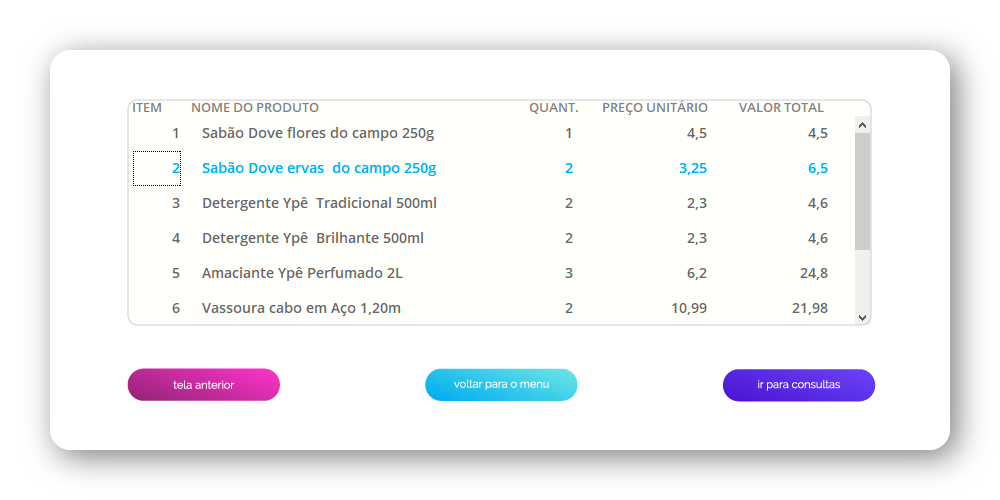 ITEM NOME DO PRODUTO QUANT. PREÇO UNITÁRIO VALOR TOTAL
1 Sabão Dove flores do campo 250g 1 4,5 4,5
2 Sabão Dove ervas  do campo 250g 2 3,25 6,5
3 Detergente Ypê  Tradicional 500ml 2 2,3 4,6
4 Detergente Ypê  Brilhante 500ml 2 2,3 4,6
5 Amaciante Ypê Perfumado 2L 3 6,2 24,8
6 Vassoura cabo em Aço 1,20m 2 10,99 21,98
tela anterior voltar para o menu ir para consultas